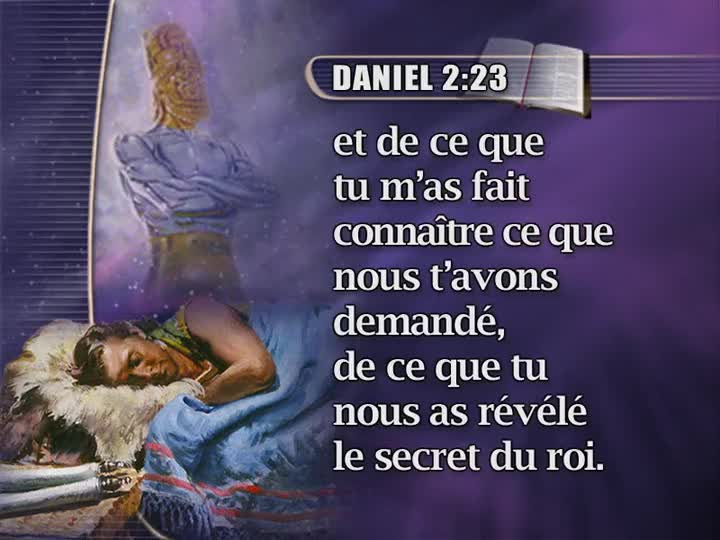 DANIEL 2:23
et de ce que
tu m’as fait
connaître ce que
nous t’avons
demandé,
de ce que tu
nous as révélé
le secret du roi.